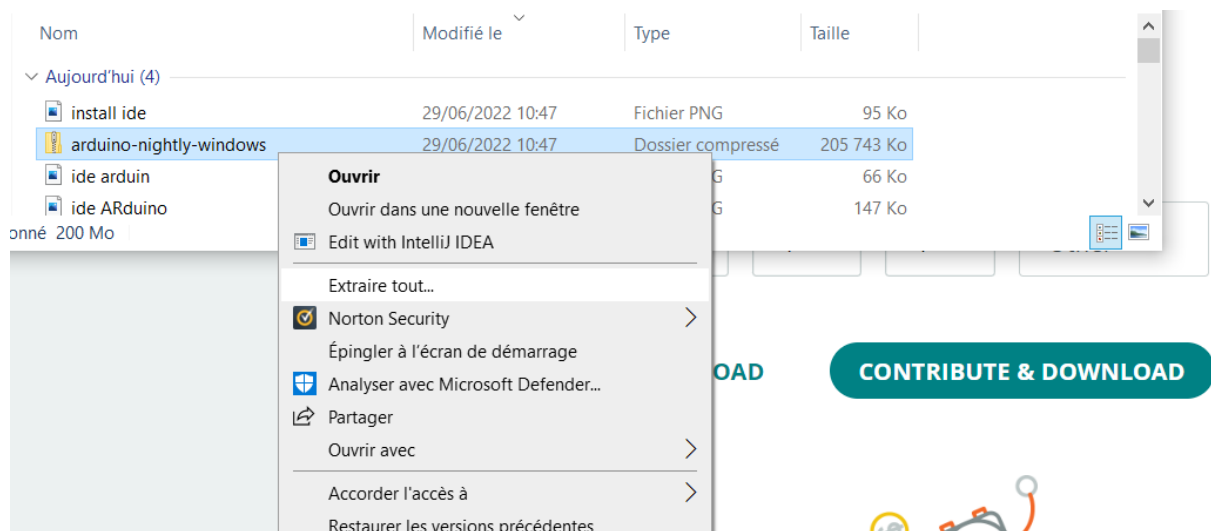 Nom Modifié le Type Taille
Aujourd'hui (4)
install ide 29/06/2022 10:47 Fichier PNG 95 Ko
arduino-nightly-windows 29/06/2022 10:47 Dossier compressé 205 743 Ko
ide arduin G 66 Ko
ide ARduino G 147 Ko
onné 200 Mo
Ouvrir
Ouvrir dans une nouvelle fenêtre
Edit with IntelliJ IDEA
Extraire tout...
Norton Security
Épingler à l'écran de démarrage
Analyser avec Microsoft Defender...
Partager
Ouvrir avec
Accorder l'accès à
Restaurer les versions précédentes
OAD CONTRIBUTE & DOWNLOAD